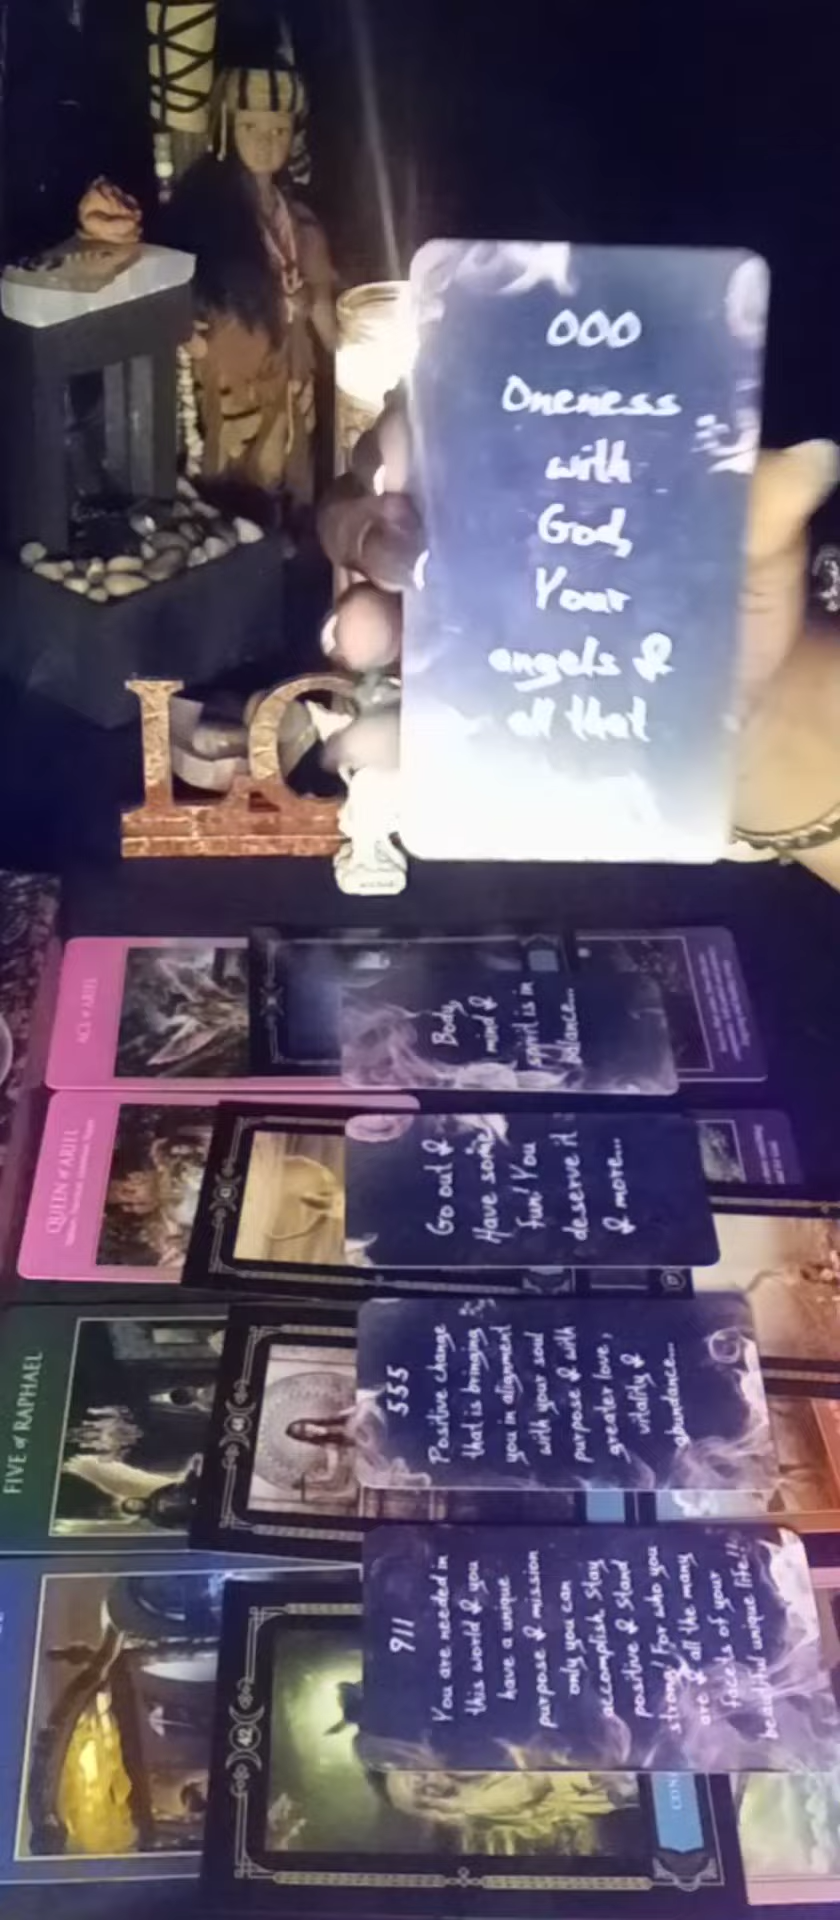 000
Oneness
with
God,
Your
angels &
all that
LO
ACE of ARIEL
Body,
mind &
spirit is in
balance...
QUEEN of ARIEL
Go out &
Have some
fun! You
deserve it
& more...
FIVE of RAPHAEL
555
Positive change
that is bringing
you in alignment
with your soul
purpose & with
greater love,
vitality &
abundance...
42
911
You are needed in
this world & you
have a unique
purpose & mission
only you can
accomplish. Stay
positive & stand
strong! For who you
are & all the many
facets of your
beautiful unique life!!
CON